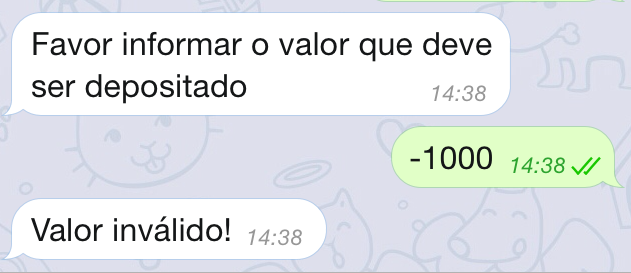 Favor informar o valor que deve
ser depositado
14:38
-1000 14:38
Valor inválido! 14:38